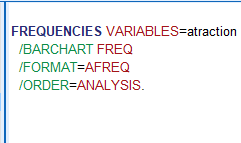 FREQUENCIES VARIABLES=atraction
/BARCHART FREQ
/FORMAT=AFREQ
/ORDER=ANALYSIS.